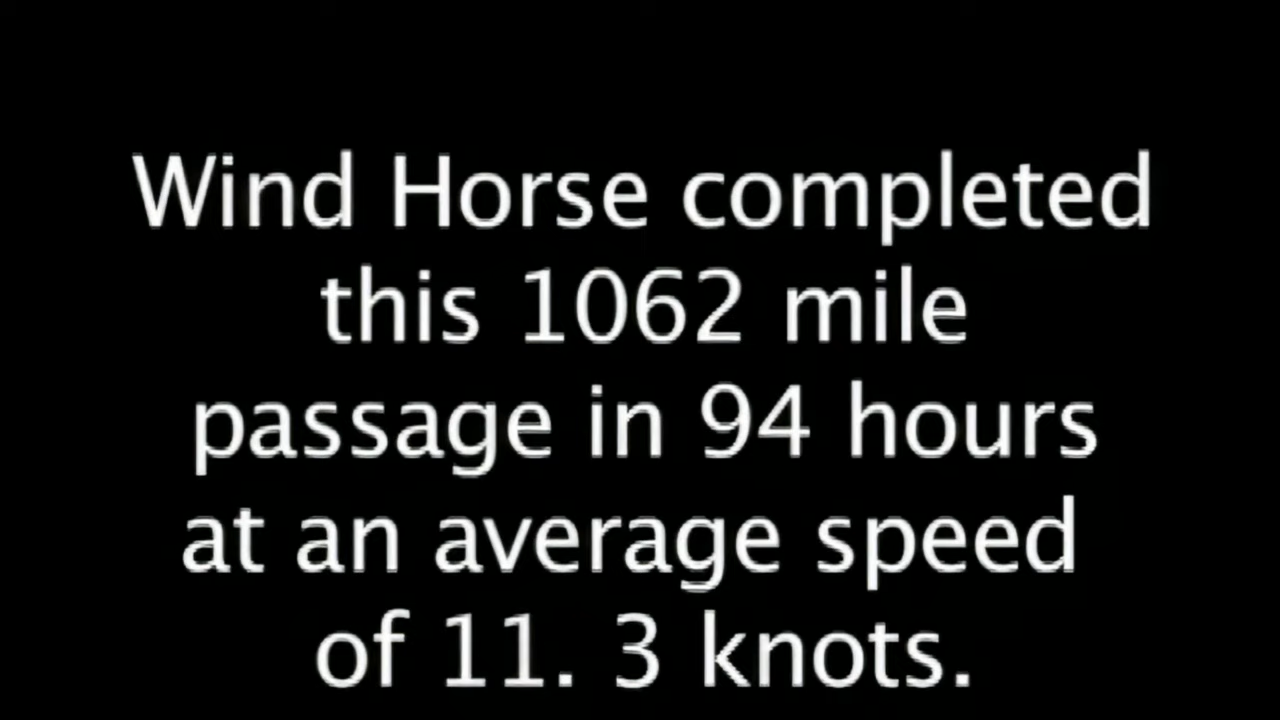 Wind Horse completed
this 1062 mile
passage in 94 hours
at an average speed
of 11. 3 knots.